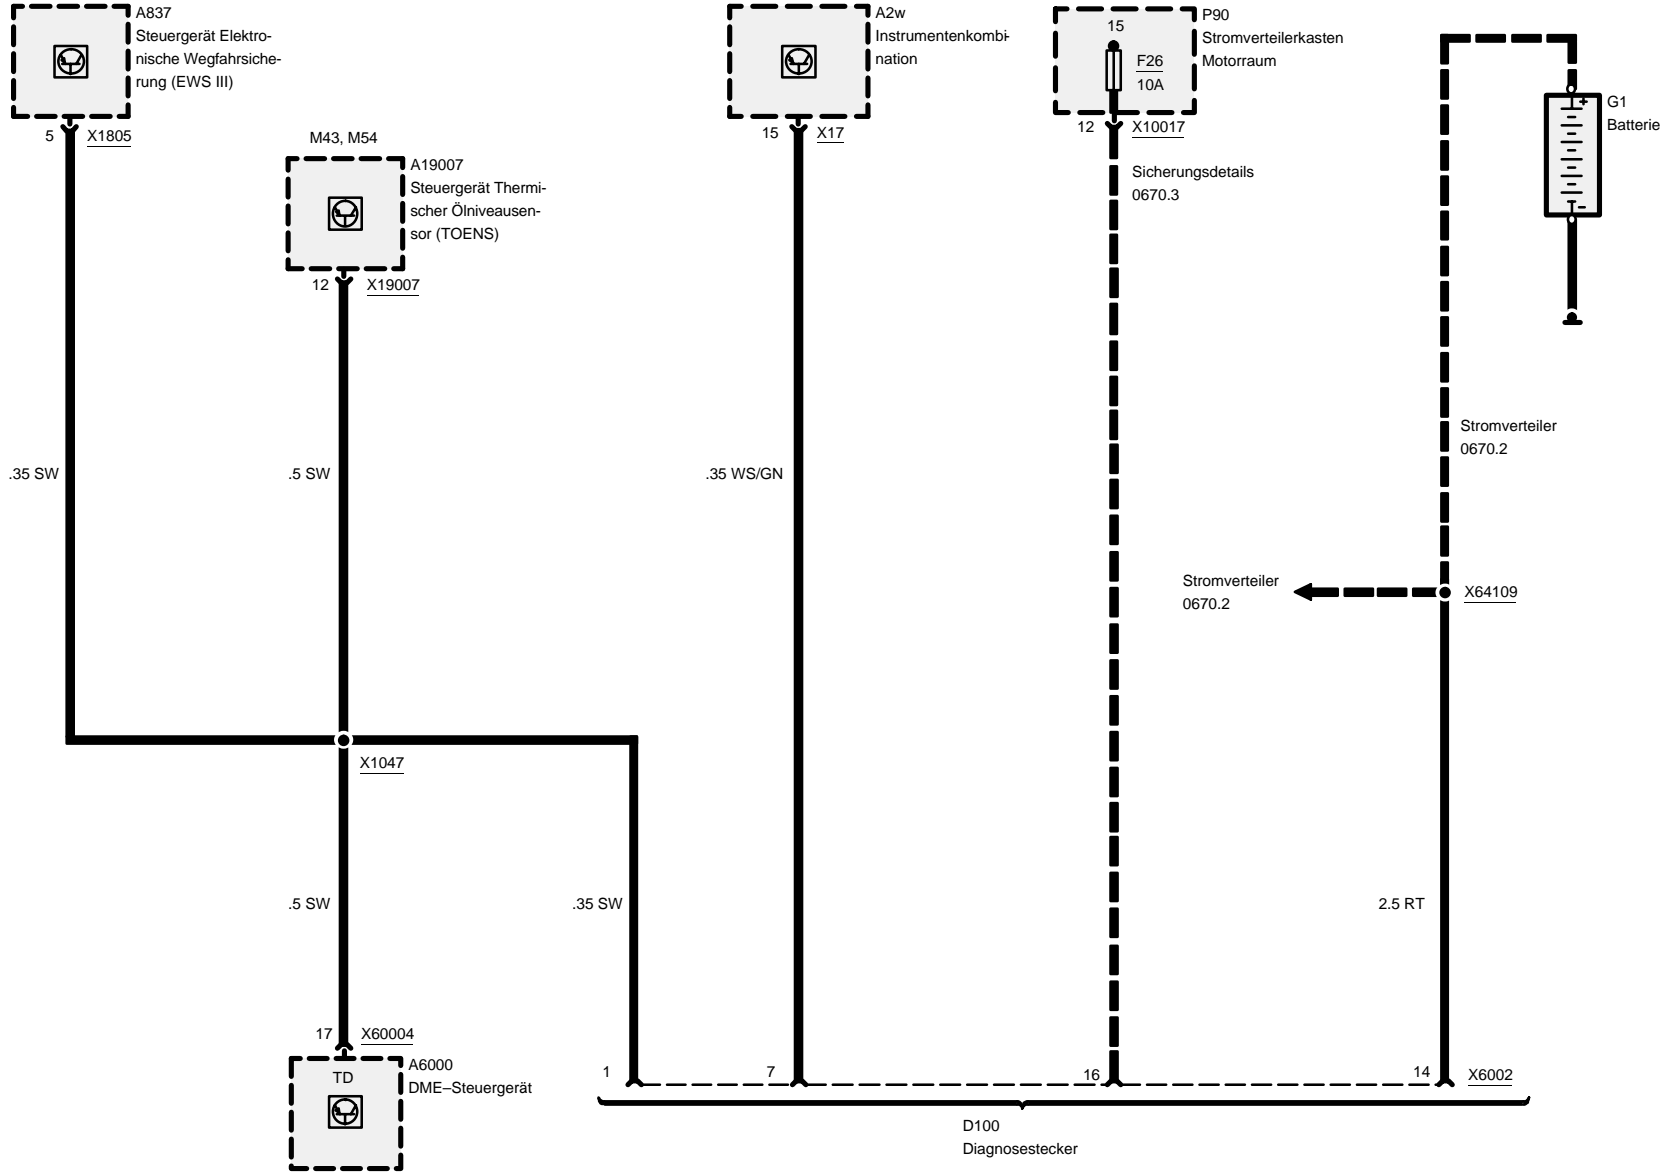 A837
Steuergerät Elektro-
nische Wegfahrsiche-
rung (EWS III)
5
X1805
M43, M54
A19007
Steuergerät Thermi-
scher Ölniveausen-
sor (TOENS)
12
X19007
A2w
Instrumentenkombi-
nation
15
X17
P90
Stromverteilerkasten
Motorraum
15
F26
10A
12
X10017
Sicherungsdetails
0670.3
+
-
G1
Batterie
Stromverteiler
0670.2
.35 SW
.5 SW
.35 WS/GN
Stromverteiler
0670.2
X64109
X1047
.5 SW
.35 SW
2.5 RT
17
X60004
TD
A6000
DME–Steuergerät
1
7
16
14
X6002
D100
Diagnosestecker